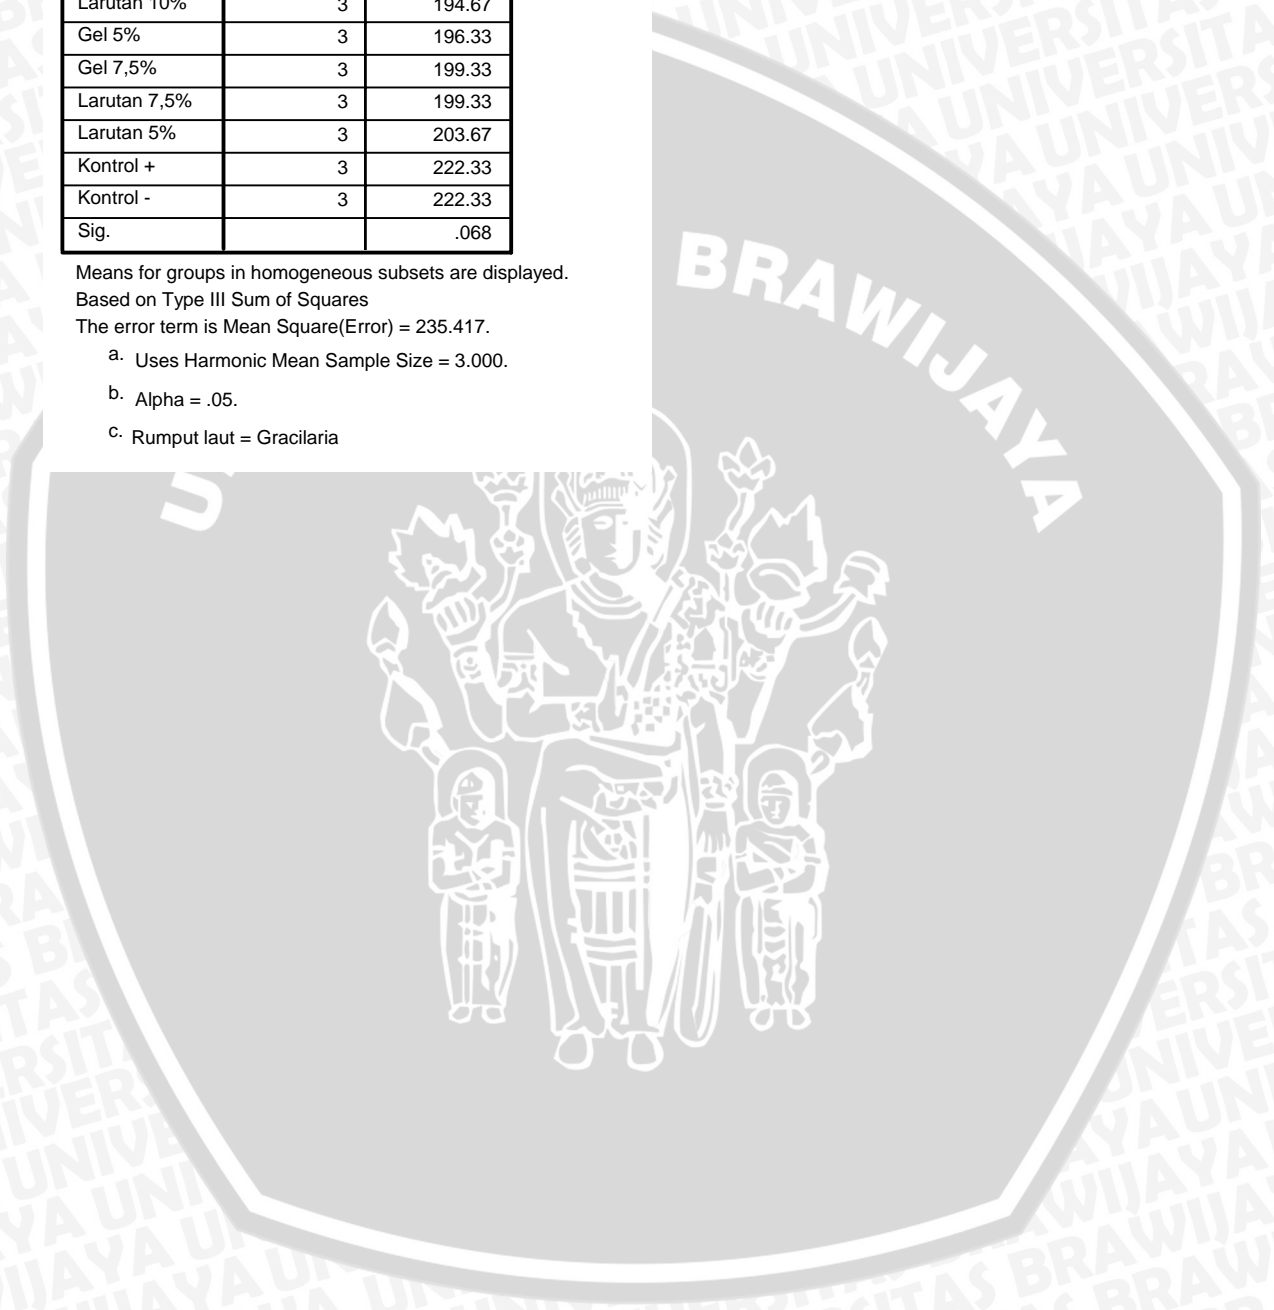 Larutan 10% 3 194.67
Gel 5% 3 196.33
Gel 7,5% 3 199.33
Larutan 7,5% 3 199.33
Larutan 5% 3 203.67
Kontrol + 3 222.33
Kontrol - 3 222.33
Sig. .068
Means for groups in homogeneous subsets are displayed.
Based on Type III Sum of Squares
The error term is Mean Square(Error) = 235.417.
a. Uses Harmonic Mean Sample Size = 3.000.
b. Alpha = .05.
c. Rumput laut = Gracilaria
BRAWIJAYA